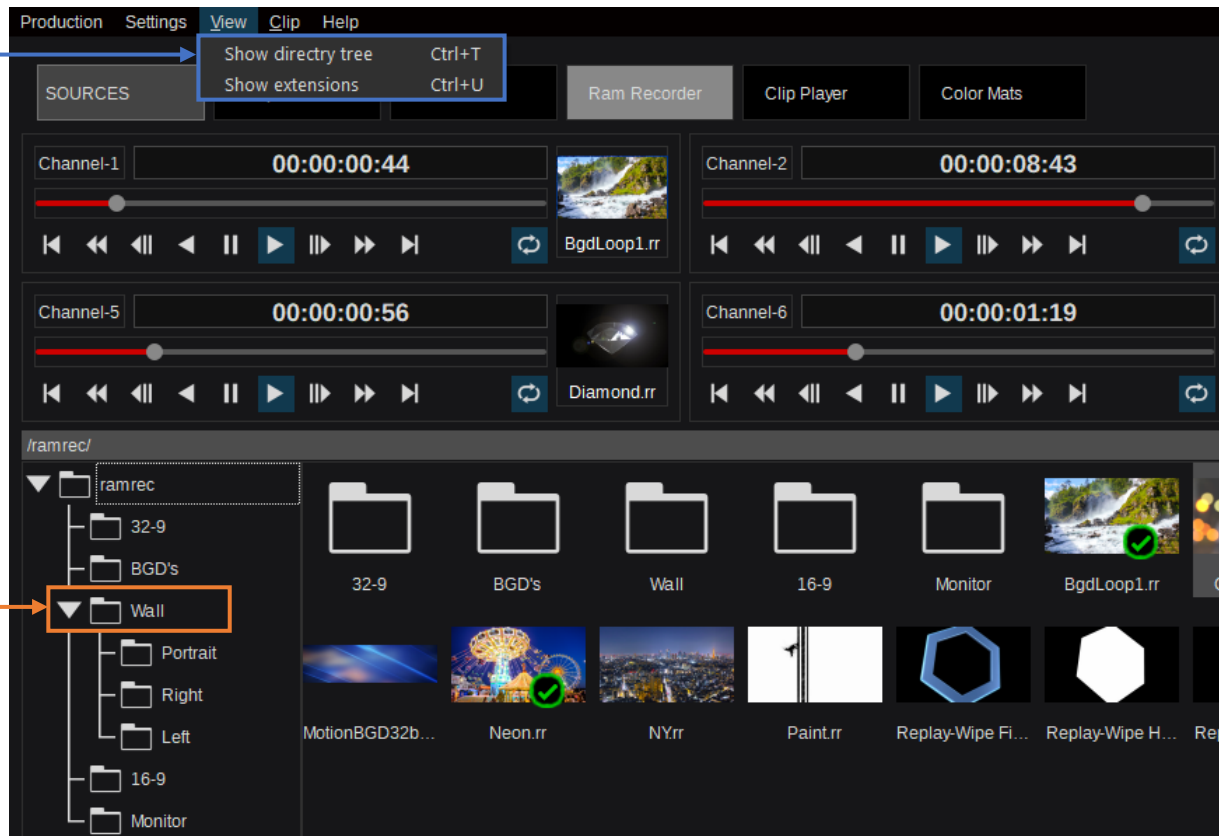 Production Settings View Clip Help
Show directry tree Ctrl+T
Show extensions Ctrl+U
SOURCES Ram Recorder Clip Player Color Mats
Channel-1 00:00:00:44 Channel-2 00:00:08:43
BgdLoop1.rr
Channel-5 00:00:00:56 Channel-6 00:00:01:19
Diamond.rr
/ramrec/
ramrec
32-9
BGD's
Wall
Portrait
Right
Left
16-9
Monitor
32-9 BGD's Wall 16-9 Monitor BgdLoop1.rr
MotionBGD32b... Neon.rr NYrr Paint.rr Replay-Wipe Fi... Replay-Wipe H...